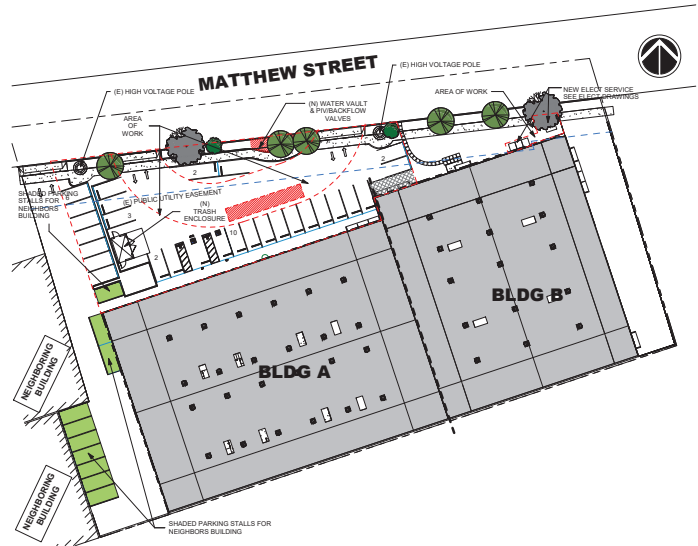 MATTHEW STREET
(E) HIGH VOLTAGE POLE
(E) HIGH VOLTAGE POLE
AREA OF WORK
NEW ELECT SERVICE
SEE ELECT DRAWINGS
(N) WATER VAULT
& PIV/BACKFLOW
VALVES
AREA
OF
WORK
2
2
SHADED PARKING
STALLS FOR
NEIGHBORS
BUILDING
6
(E) PUBLIC UTILITY EASEMENT
(N)
TRASH
ENCLOSURE
3
10
2
BLDG B
BLDG A
NEIGHBORING
BUILDING
NEIGHBORING
BUILDING
SHADED PARKING STALLS FOR
NEIGHBORS BUILDING